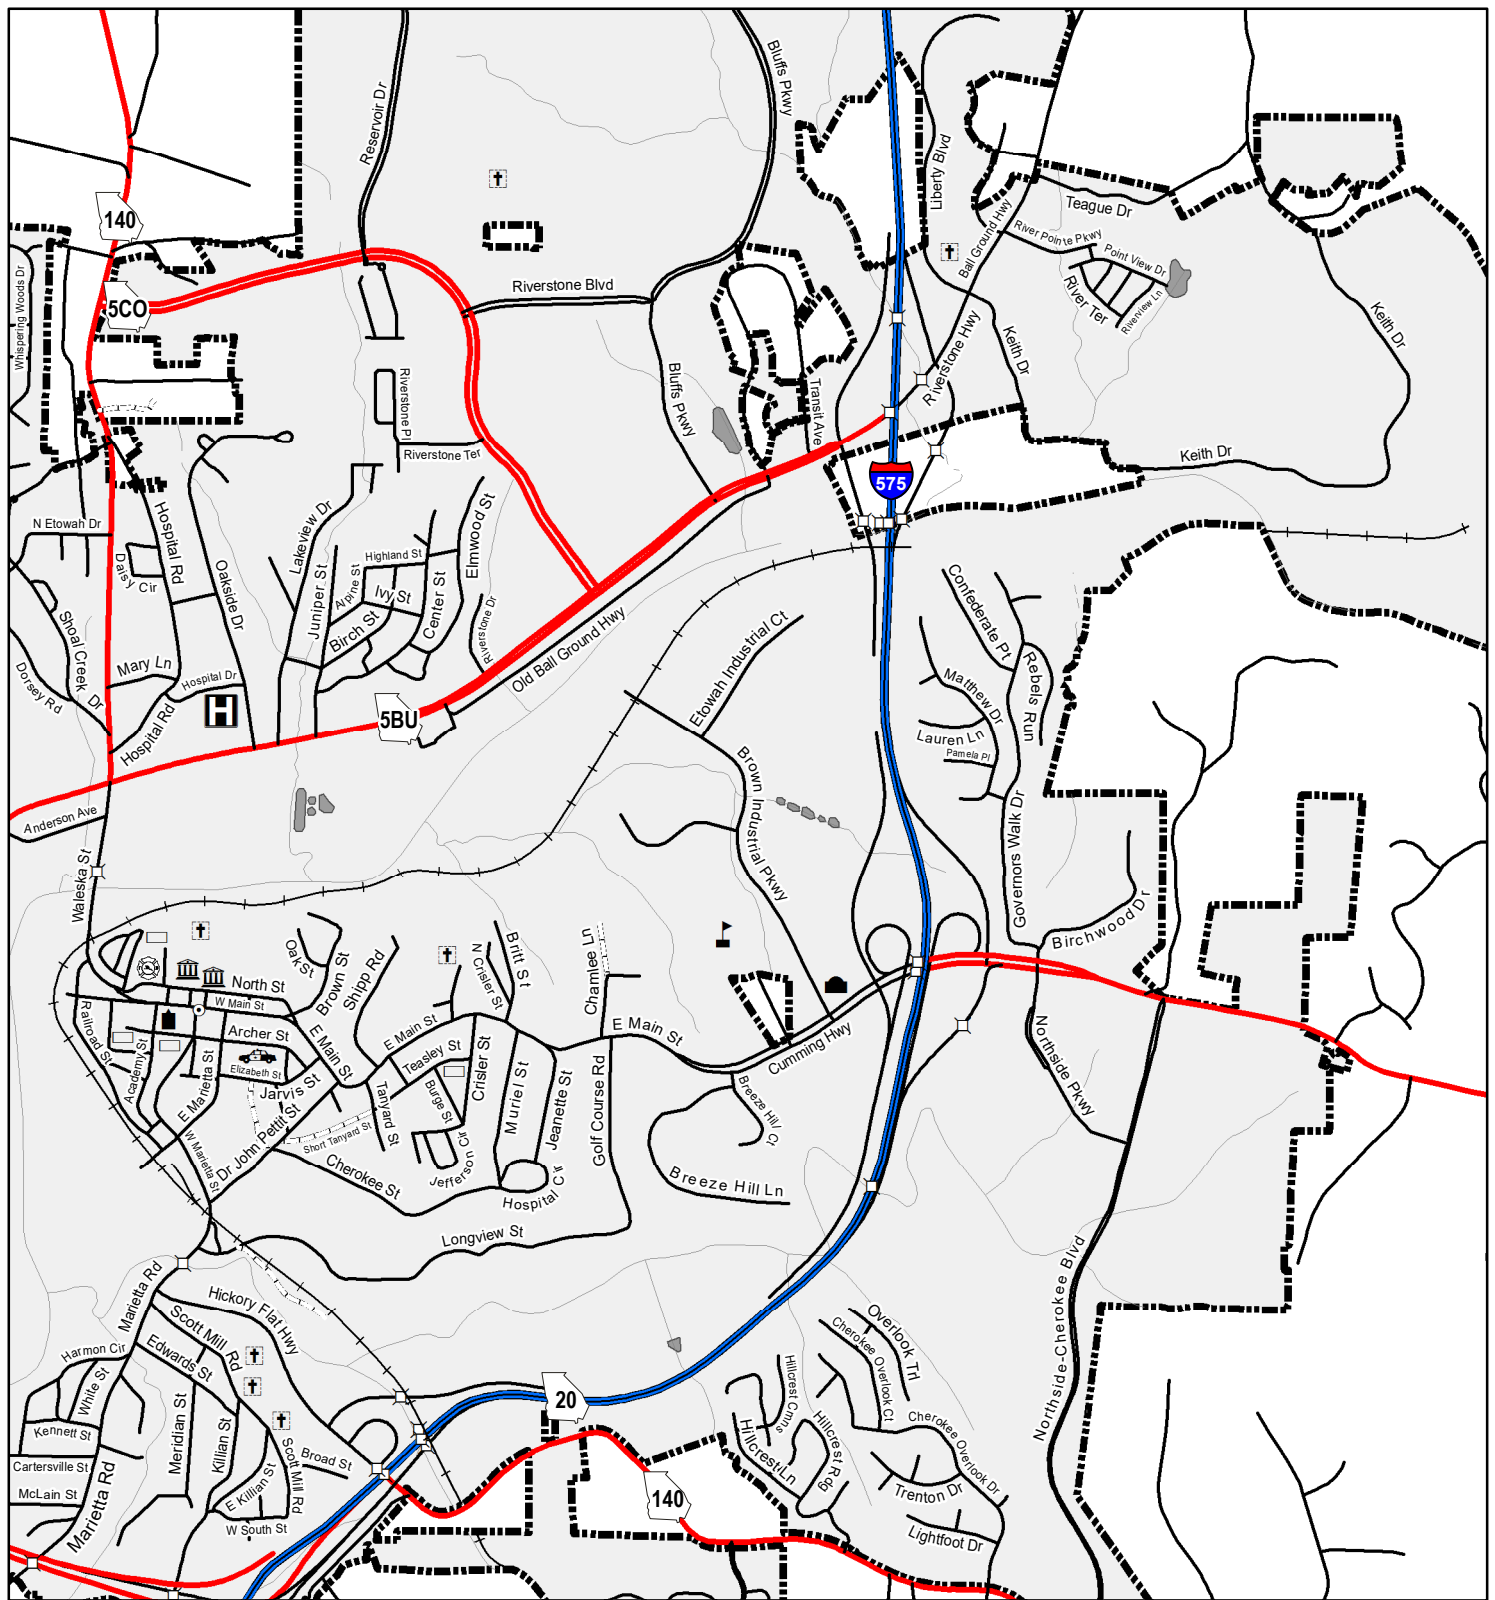 Bluffs Pkwy
Reservoir Dr
Liberty Blvd
140
Teague Dr
Ball Ground Hwy
River Pointe Pkwy
Point View Dr
River Ter
Riverview Ln
Whispering Woods Dr
5CO
Riverstone Blvd
Keith Dr
Riverstone Hwy
Keith Dr
Bluffs Pkwy
Riverstone Pl
Transit Ave
Riverstone Ter
Keith Dr
575
N Etowah Dr
Hospital Rd
Lakeview Dr
Elmwood St
Highland St
Daisy Cir
Oakside Dr
Juniper St
Alpine St
Ivy St
Center St
Birch St
Riverstone Dr
Confederate Pt
Shoal Creek Dr
Dorsey Rd
Mary Ln
Hospital Dr
H
Hospital Rd
5BU
Old Ball Ground Hwy
Etowah Industrial Ct
Matthew Dr
Rebels Run
Lauren Ln
Pamela Pl
Brown Industrial Pkwy
Governors Walk Dr
Anderson Ave
Waleska St
Birchwood Dr
Oak St
Brown St
Shipp Rd
N Crisler St
Britt St
Chamlee Ln
North St
W Main St
Archer St
E Main St
E Main St
E Main St
Cumming Hwy
Railroad St
Academy St
Elizabeth St
Jarvis St
E Marietta St
W Marietta St
Dr John Pettit St
Short Tanyard St
Tanyard St
Teasley St
Burge St
Crisler St
Muriel St
Jeanette St
Golf Course Rd
Jefferson Cir
Hospital Cir
Cherokee St
Longview St
Breeze Hill Ct
Breeze Hill Ln
Northside Pkwy
Northside-Cherokee Blvd
Marietta Rd
Hickory Flat Hwy
Scott Mill Rd
Edwards St
Harmon Cir
White St
Kennett St
Cartersville St
McLain St
Marietta Rd
Meridian St
Killian St
E Killian St
Scott Mill Rd
W South St
Broad St
20
140
Overlook Trl
Cherokee Overlook Ct
Hillcrest Cmns
Hillcrest Rdg
Hillcrest Ln
Cherokee Overlook Dr
Trenton Dr
Lightfoot Dr